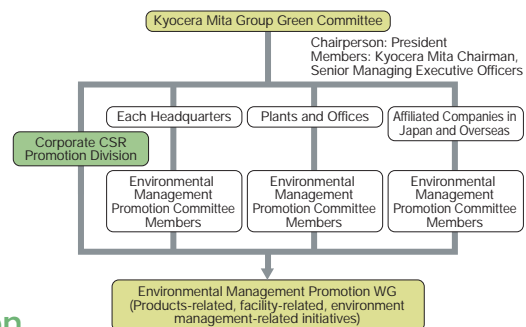 Kyocera Mita Group Green Committee
Chairperson: President
Members: Kyocera Mita Chairman,
Senior Managing Executive Officers
Each Headquarters
Plants and Offices
Affiliated Companies in
Japan and Overseas
Corporate CSR
Promotion Division
Environmental
Management
Promotion Committee
Members
Environmental
Management
Promotion Committee
Members
Environmental
Management
Promotion Committee
Members
Environmental Management Promotion WG
(Products-related, facility-related, environment
management-related initiatives)